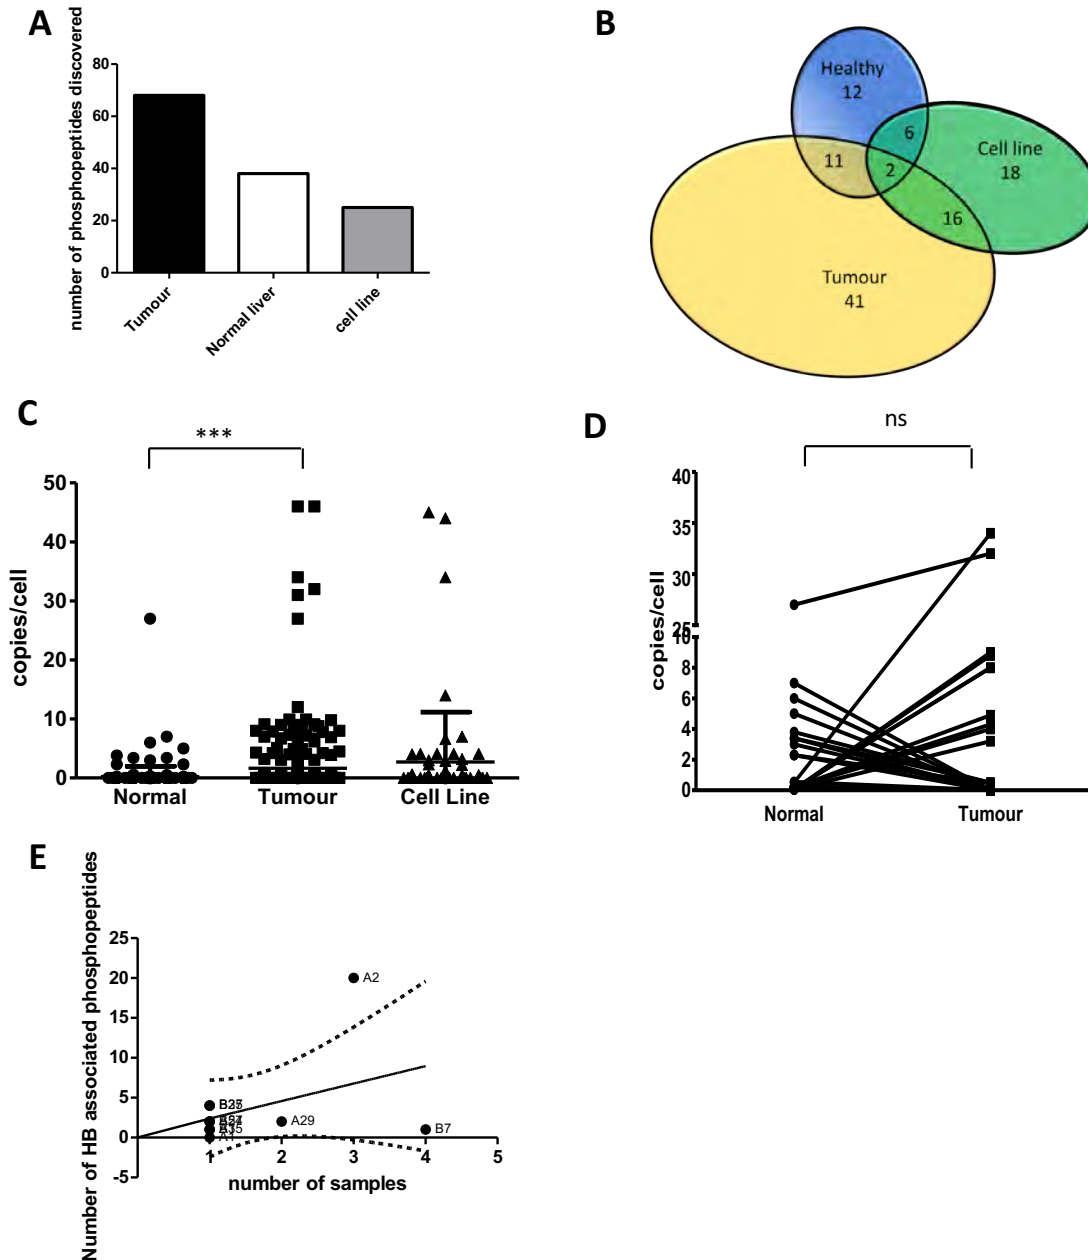 A
number of phosphopeptides discovered
80
60
40
20
0
Tumour
Normal liver
cell line
B
Healthy
12
6
Cell line
18
11
2
16
Tumour
41
C
***
copies/cell
50
40
30
20
10
0
Normal
Tumour
Cell Line
D
ns
copies/cell
40
35
30
25
10
8
6
4
2
0
Normal
Tumour
E
Number of HB associated phosphopeptides
25
20
15
10
5
0
-5
A2
A29
B7
A1
1
2
3
4
5
number of samples